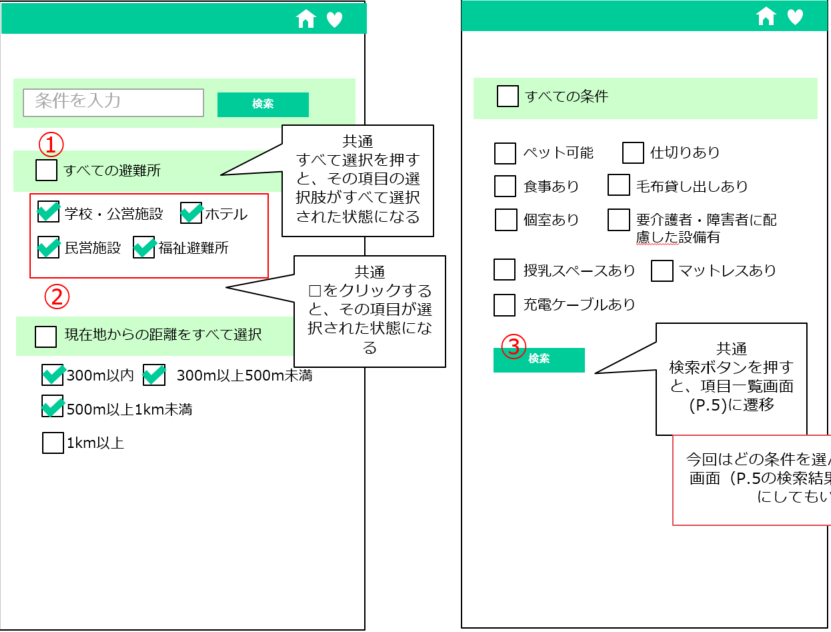 条件を入力
検索
①
すべての避難所
共通
すべて選択を押す
と、その項目の選
択肢がすべて選択
された状態になる
学校・公営施設
ホテル
民営施設
福祉避難所
②
共通
□をクリックする
と、その項目が選
択された状態にな
る
現在地からの距離をすべて選択
300m以内
300m以上500m未満
500m以上1km未満
1km以上
すべての条件
ペット可能
仕切りあり
食事あり
毛布貸し出しあり
個室あり
要介護者・障害者に配
慮した設備有
授乳スペースあり
マットレスあり
充電ケーブルあり
③
検索
共通
検索ボタンを押す
と、項目一覧画面
(P.5)に遷移
今回はどの条件を選
画面（P.5の検索結果
にしてもい